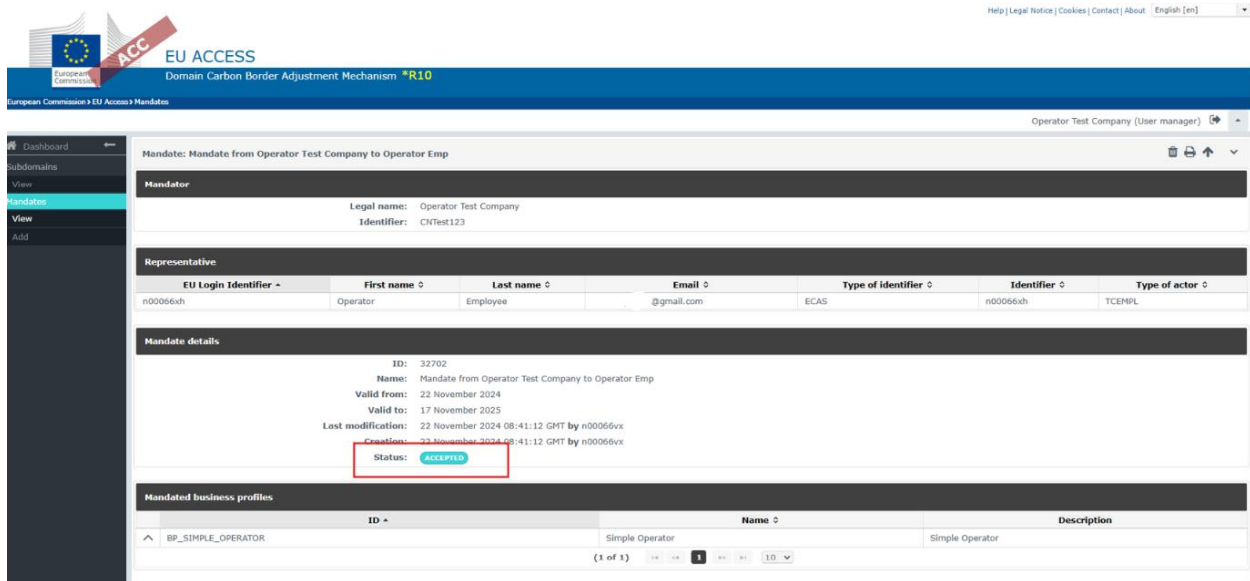 Help | Legal Notice | Cookies | Contact | About English [en]
ACC
European Commission
EU ACCESS
Domain Carbon Border Adjustment Mechanism *R10
European Commission > EU Access > Mandates
Operator Test Company (User manager)
Dashboard
Subdomains
View
Mandates
View
Add
Mandate: Mandate from Operator Test Company to Operator Emp
Mandator
Legal name: Operator Test Company
Identifier: CNTest123
Representative
EU Login Identifier First name Last name Email Type of identifier Identifier Type of actor
n00066xh Operator Employee @gmail.com ECAS n00066xh TCEMPL
Mandate details
ID: 32702
Name: Mandate from Operator Test Company to Operator Emp
Valid from: 22 November 2024
Valid to: 17 November 2025
Last modification: 22 November 2024 08:41:12 GMT by n00066vx
Creation: 22 November 2024 08:41:12 GMT by n00066vx
Status: ACCEPTED
Mandated business profiles
ID Name Description
BP_SIMPLE_OPERATOR Simple Operator Simple Operator
(1 of 1) 1 10